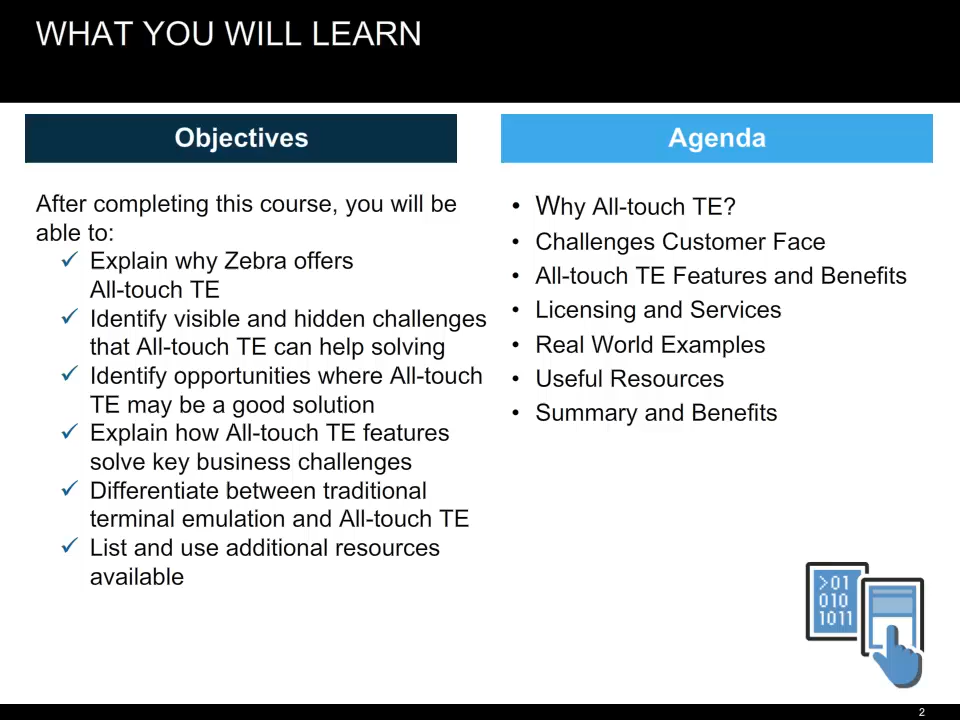 WHAT YOU WILL LEARN
Objectives
After completing this course, you will be
able to:
✓ Explain why Zebra offers
All-touch TE
✓ Identify visible and hidden challenges
that All-touch TE can help solving
✓ Identify opportunities where All-touch
TE may be a good solution
✓ Explain how All-touch TE features
solve key business challenges
✓ Differentiate between traditional
terminal emulation and All-touch TE
✓ List and use additional resources
available
Agenda
• Why All-touch TE?
• Challenges Customer Face
• All-touch TE Features and Benefits
• Licensing and Services
• Real World Examples
• Useful Resources
• Summary and Benefits
>01
010
1011
2